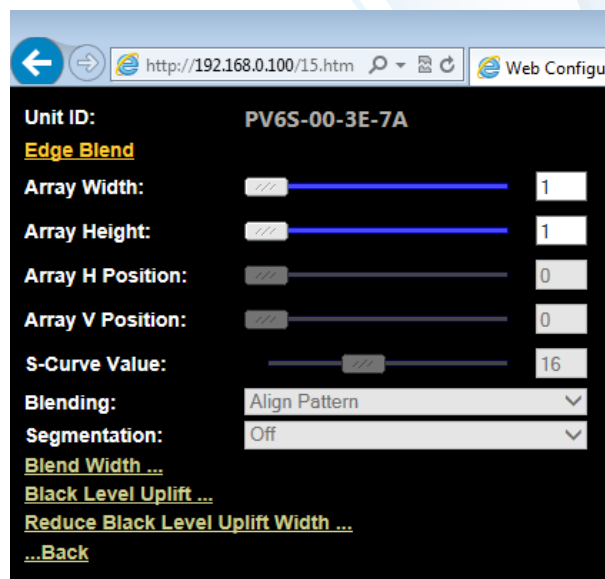 http://192.168.0.100/15.htm
Web Configu
Unit ID: PV6S-00-3E-7A
Edge Blend
Array Width: 1
Array Height: 1
Array H Position: 0
Array V Position: 0
S-Curve Value: 16
Blending: Align Pattern
Segmentation: Off
Blend Width ...
Black Level Uplift ...
Reduce Black Level Uplift Width ...
...Back